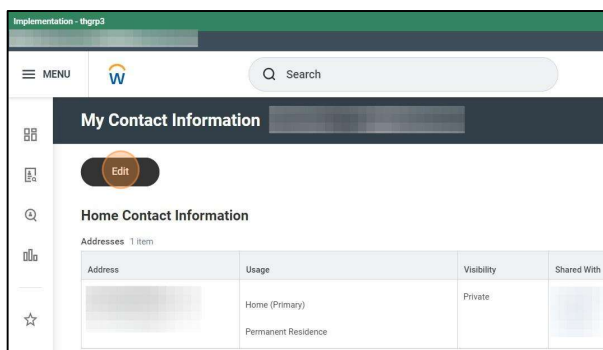 Implementation - thgrp3
MENU
Search
My Contact Information
Edit
Home Contact Information
Addresses 1 item
Address Usage Visibility Shared With
Home (Primary) Private
Permanent Residence